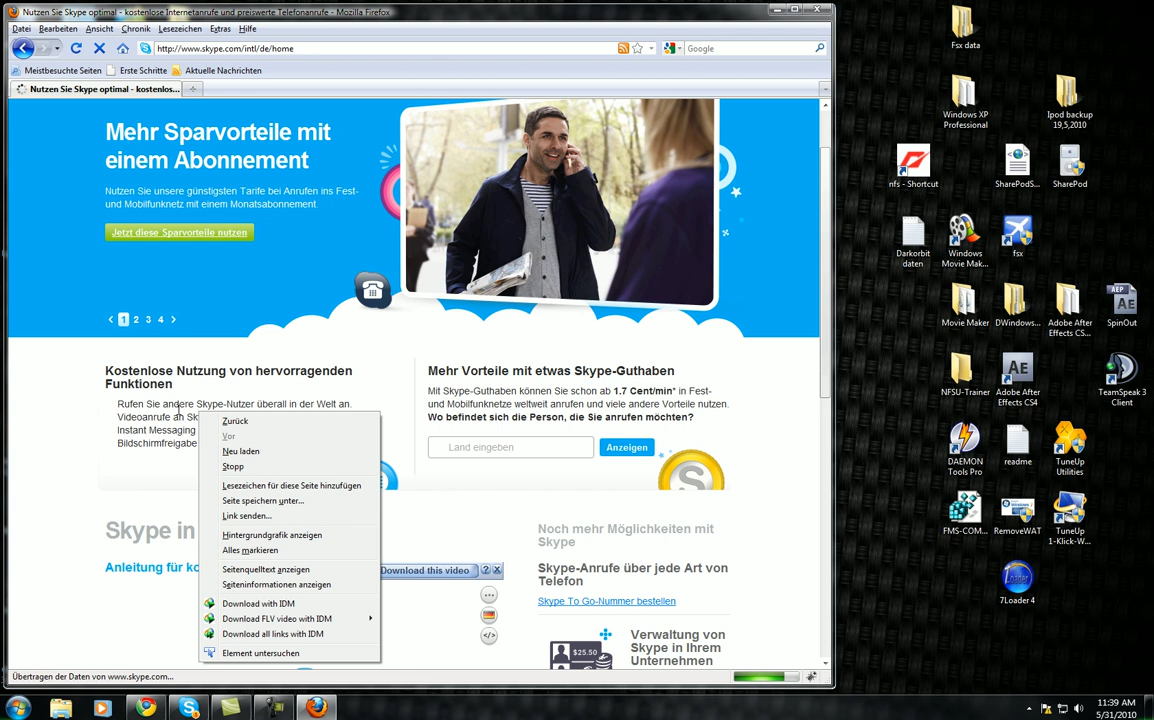 Nutzen Sie Skype optimal - kostenlose Internetanrufe und preiswerte Telefonanrufe - Mozilla Firefox
Datei Bearbeiten Ansicht Chronik Lesezeichen Extras Hilfe
http://www.skype.com/intl/de/home
Google
Meistbesuchte Seiten Erste Schritte Aktuelle Nachrichten
Nutzen Sie Skype optimal - kostenlos...
Mehr Sparvorteile mit
einem Abonnement
Nutzen Sie unsere günstigsten Tarife bei Anrufen ins Fest-
und Mobilfunknetz mit einem Monatsabonnement.
Jetzt diese Sparvorteile nutzen
1 2 3 4
Kostenlose Nutzung von hervorragenden
Funktionen
Rufen Sie andere Skype-Nutzer überall in der Welt an.
Videoanrufe an Sk
Instant Messaging
Bildschirmfreigabe
Mehr Vorteile mit etwas Skype-Guthaben
Mit Skype-Guthaben können Sie schon ab 1.7 Cent/min* in Fest-
und Mobilfunknetze weltweit anrufen und viele andere Vorteile nutzen.
Wo befindet sich die Person, die Sie anrufen möchten?
Land eingeben
Anzeigen
S
Zurück
Vor
Neu laden
Stopp
Lesezeichen für diese Seite hinzufügen
Seite speichern unter...
Link senden...
Hintergrundgrafik anzeigen
Alles markieren
Seitenquelltext anzeigen
Seiteninformationen anzeigen
Download with IDM
Download FLV video with IDM
Download all links with IDM
Element untersuchen
Skype in
Anleitung für ko
Download this video
?
</>
Noch mehr Möglichkeiten mit
Skype
Skype-Anrufe über jede Art von
Telefon
Skype To Go-Nummer bestellen
$25.50
Verwaltung von
Skype in Ihrem
Unternehmen
Übertragen der Daten von www.skype.com...
Fsx data
Windows XP
Professional
Ipod backup
19,5,2010
nfs - Shortcut
SharePodS...
SharePod
Darkorbit
daten
Windows
Movie Mak...
fsx
Movie Maker
DWindows...
Adobe After
Effects CS...
AEP
AE
SpinOut
NFSU-Trainer
AE
Adobe After
Effects CS4
TeamSpeak 3
Client
DAEMON
Tools Pro
readme
TuneUp
Utilities
FMS-COM...
RemoveWAT
TuneUp
1-Klick-W...
7Loader 4
11:39 AM
5/31/2010